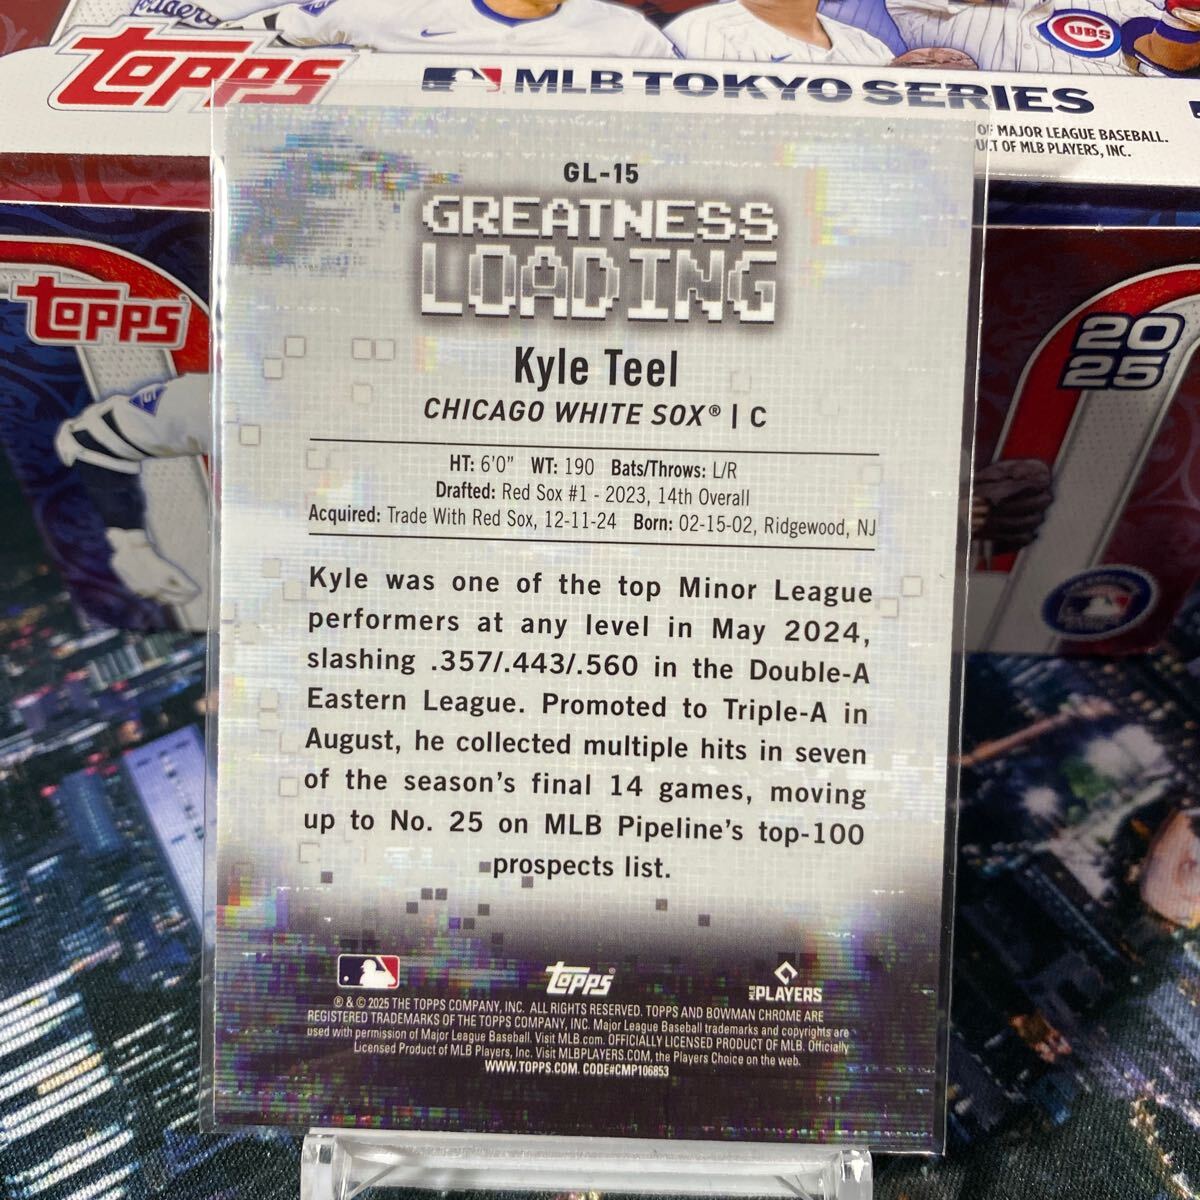 Dodgers
CUBS
TOPPS
MLB TOKYO SERIES
OF MAJOR LEAGUE BASEBALL.
OF MLB PLAYERS, INC.
TOPPS
20
25
GL-15
GREATNESS
LOADING
Kyle Teel
CHICAGO WHITE SOX® | C
HT: 6'0" WT: 190 Bats/Throws: L/R
Drafted: Red Sox #1 - 2023, 14th Overall
Acquired: Trade With Red Sox, 12-11-24 Born: 02-15-02, Ridgewood, NJ
Kyle was one of the top Minor League
performers at any level in May 2024,
slashing .357/.443/.560 in the Double-A
Eastern League. Promoted to Triple-A in
August, he collected multiple hits in seven
of the season's final 14 games, moving
up to No. 25 on MLB Pipeline's top-100
prospects list.
TOPPS®
MLB PLAYERS
® & © 2025 THE TOPPS COMPANY, INC. ALL RIGHTS RESERVED. TOPPS AND BOWMAN CHROME ARE
REGISTERED TRADEMARKS OF THE TOPPS COMPANY, INC. Major League Baseball trademarks and copyrights are
used with permission of Major League Baseball. Visit MLB.com. OFFICIALLY LICENSED PRODUCT OF MLB. Officially
Licensed Product of MLB Players, Inc. Visit MLBPLAYERS.COM, the Players Choice on the web.
WWW.TOPPS.COM. CODE#CMP106853